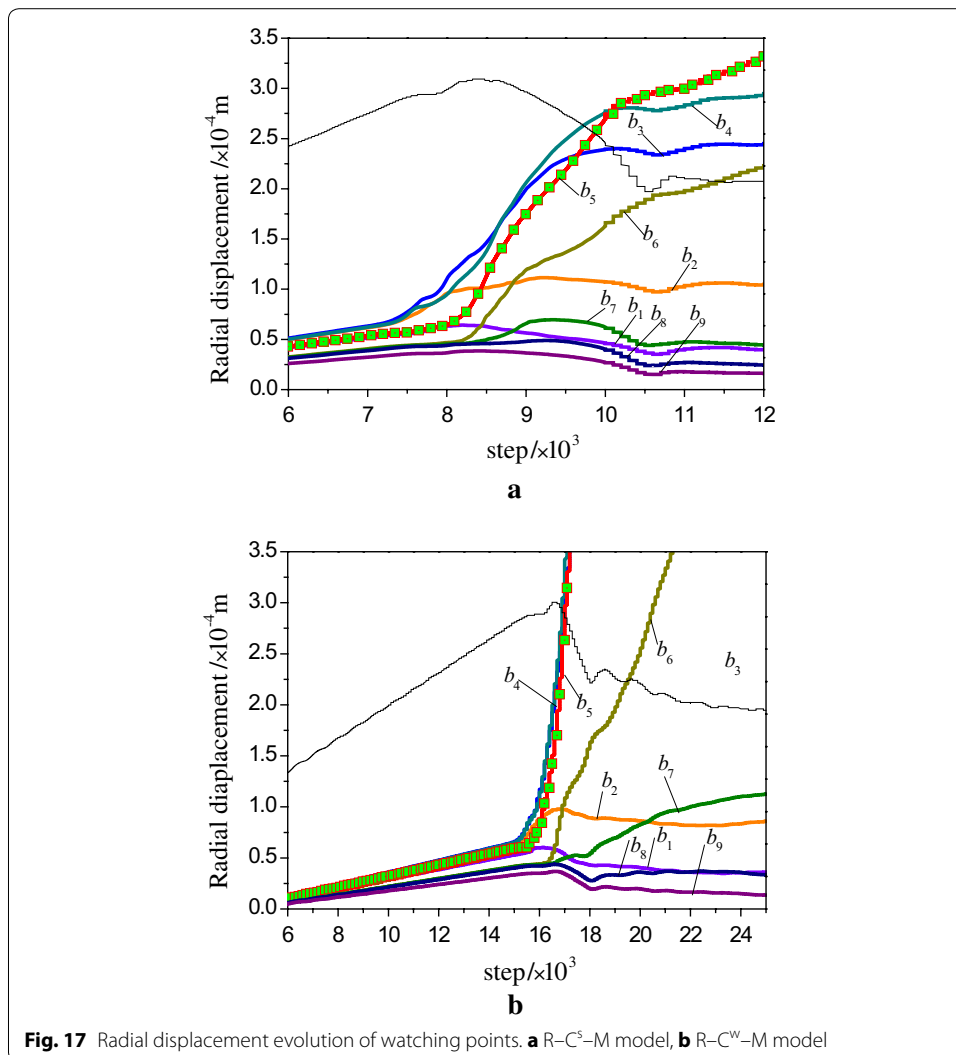 3.5
3.0
2.5
2.0
1.5
1.0
0.5
0.0
Radial displacement /×10⁻⁴m
b₃
b₄
b₅
b₆
b₂
b₇
b₁
b₈
b₉
6 7 8 9 10 11 12
step/×10³
a
3.5
3.0
2.5
2.0
1.5
1.0
0.5
0.0
Radial diaplacement /×10⁻⁴m
b₆
b₃
b₄
b₅
b₇
b₂
b₈
b₁
b₉
6 8 10 12 14 16 18 20 22 24
step/×10³
b
Fig. 17 Radial displacement evolution of watching points. a R–Cˢ–M model, b R–Cʷ–M model